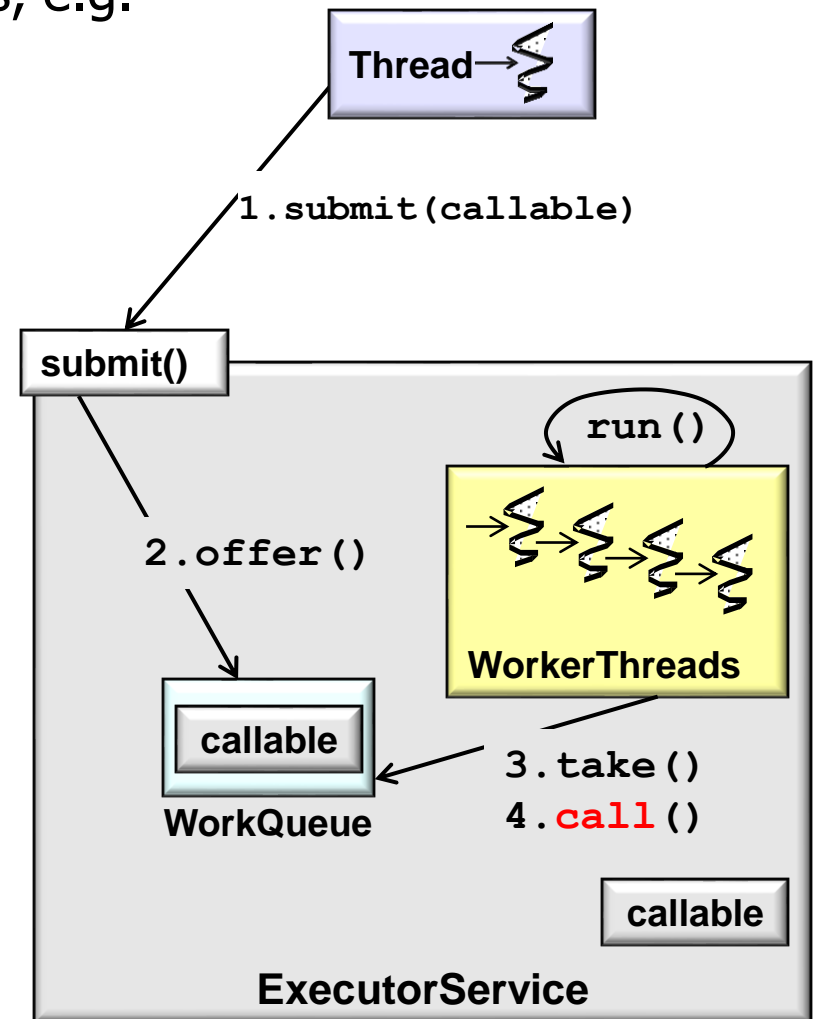 s, e.g.
Thread
1.submit(callable)
submit()
run()
2.offer()
WorkerThreads
callable
WorkQueue
3.take()
4.call()
callable
ExecutorService